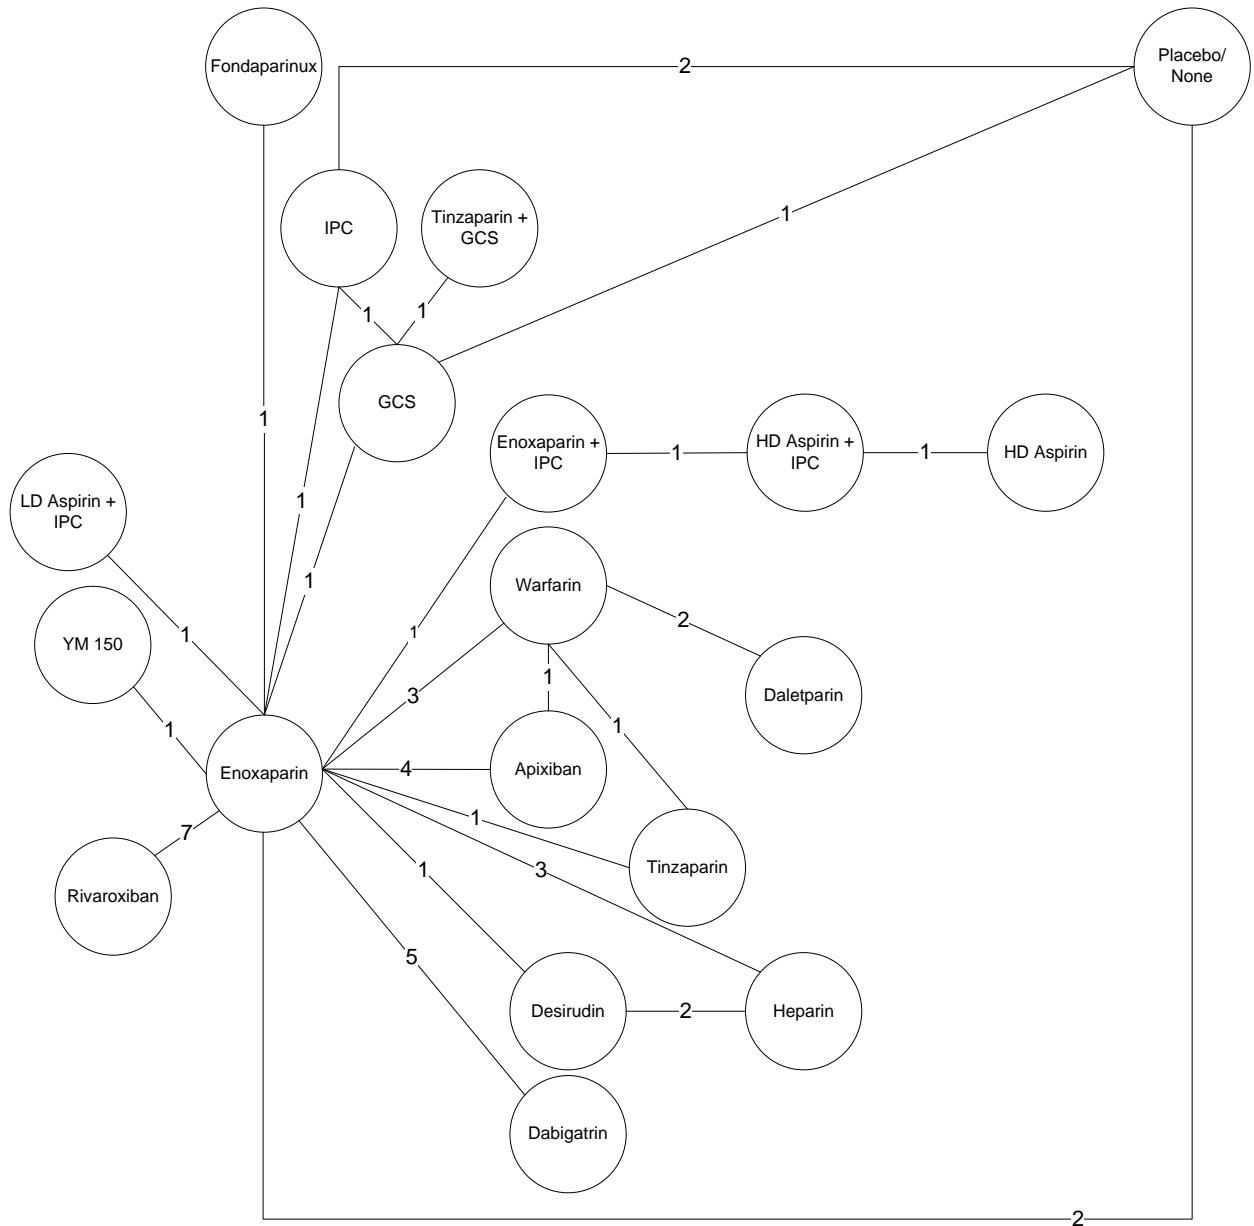 Fondaparinux
2
Placebo/
None
IPC
Tinzaparin +
GCS
1
1
1
GCS
1
Enoxaparin +
IPC
1
HD Aspirin +
IPC
1
HD Aspirin
LD Aspirin +
IPC
1
1
Warfarin
1
1
2
YM 150
3
1
Daletparin
1
1
Enoxaparin
4
Apixiban
7
1
Tinzaparin
1
3
Rivaroxiban
5
Desirudin
2
Heparin
Dabigatrin
2